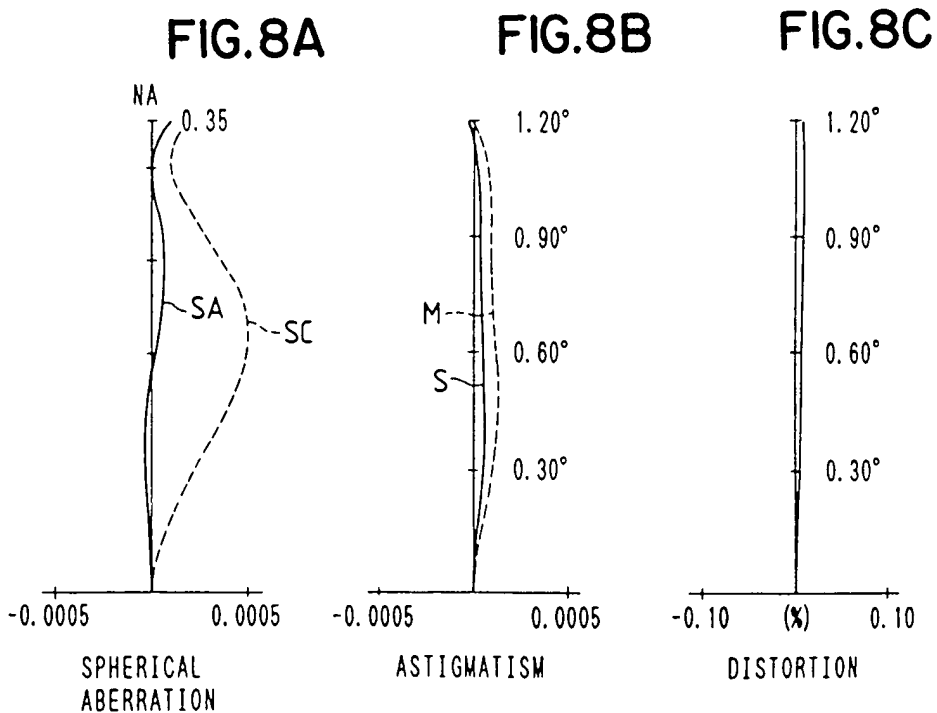 FIG.8A
NA
0.35
SA
SC
-0.0005
0.0005
SPHERICAL
ABERRATION
FIG.8B
1.20°
0.90°
M
0.60°
S
0.30°
-0.0005
0.0005
ASTIGMATISM
FIG.8C
1.20°
0.90°
0.60°
0.30°
-0.10
(%)
0.10
DISTORTION